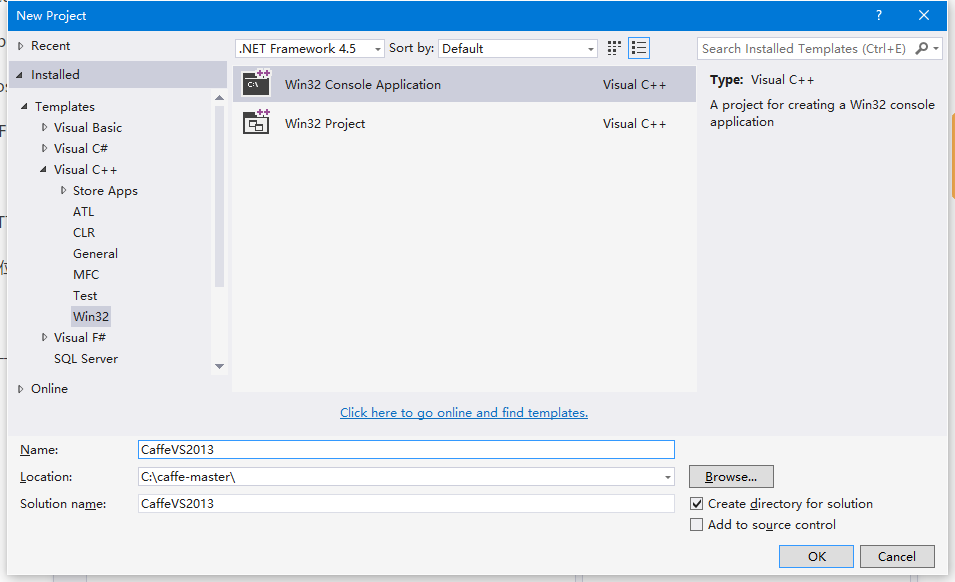 New Project
Recent
.NET Framework 4.5 Sort by: Default Search Installed Templates (Ctrl+E)
Installed
Templates
Visual Basic
Visual C#
Visual C++
Store Apps
ATL
CLR
General
MFC
Test
Win32
Visual F#
SQL Server
Online
Win32 Console Application Visual C++
Win32 Project Visual C++
Type: Visual C++
A project for creating a Win32 console
application
Click here to go online and find templates.
Name: CaffeVS2013
Location: C:\caffe-master\ Browse...
Solution name: CaffeVS2013
Create directory for solution
Add to source control
OK Cancel